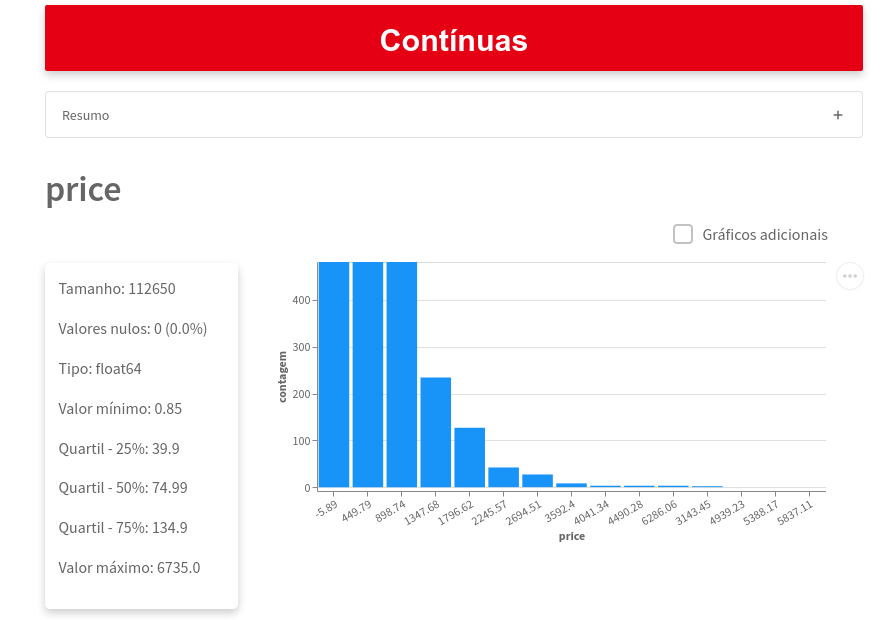 Contínuas
Resumo
+
price
Gráficos adicionais
Tamanho: 112650
Valores nulos: 0 (0.0%)
Tipo: float64
Valor mínimo: 0.85
Quartil - 25%: 39.9
Quartil - 50%: 74.99
Quartil - 75%: 134.9
Valor máximo: 6735.0
contagem
400
300
200
100
0
-5.89
449.79
898.74
1347.68
1796.62
2245.57
2694.51
3592.4
4041.34
4490.28
6286.06
3143.45
4939.23
5388.17
5837.11
price